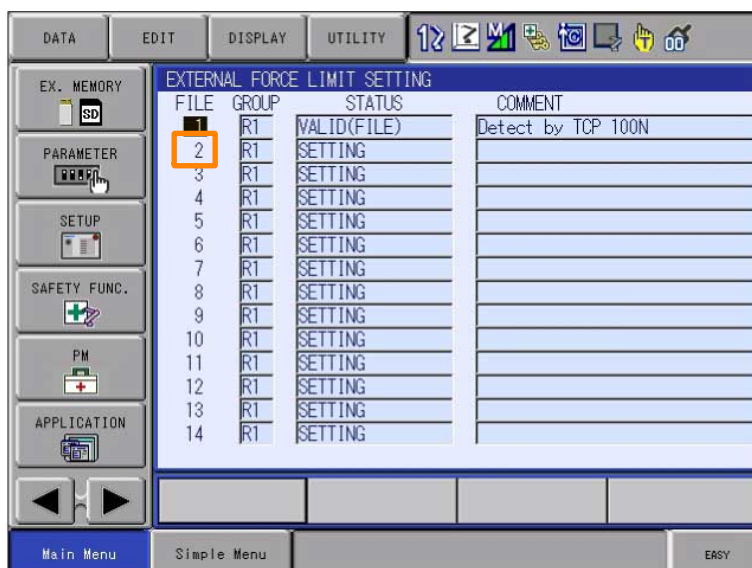 DATA EDIT DISPLAY UTILITY
EX. MEMORY
SD
PARAMETER
SETUP
SAFETY FUNC.
PM
APPLICATION
EXTERNAL FORCE LIMIT SETTING
FILE GROUP STATUS COMMENT
1 R1 VALID(FILE) Detect by TCP 100N
2 R1 SETTING
3 R1 SETTING
4 R1 SETTING
5 R1 SETTING
6 R1 SETTING
7 R1 SETTING
8 R1 SETTING
9 R1 SETTING
10 R1 SETTING
11 R1 SETTING
12 R1 SETTING
13 R1 SETTING
14 R1 SETTING
Main Menu Simple Menu EASY